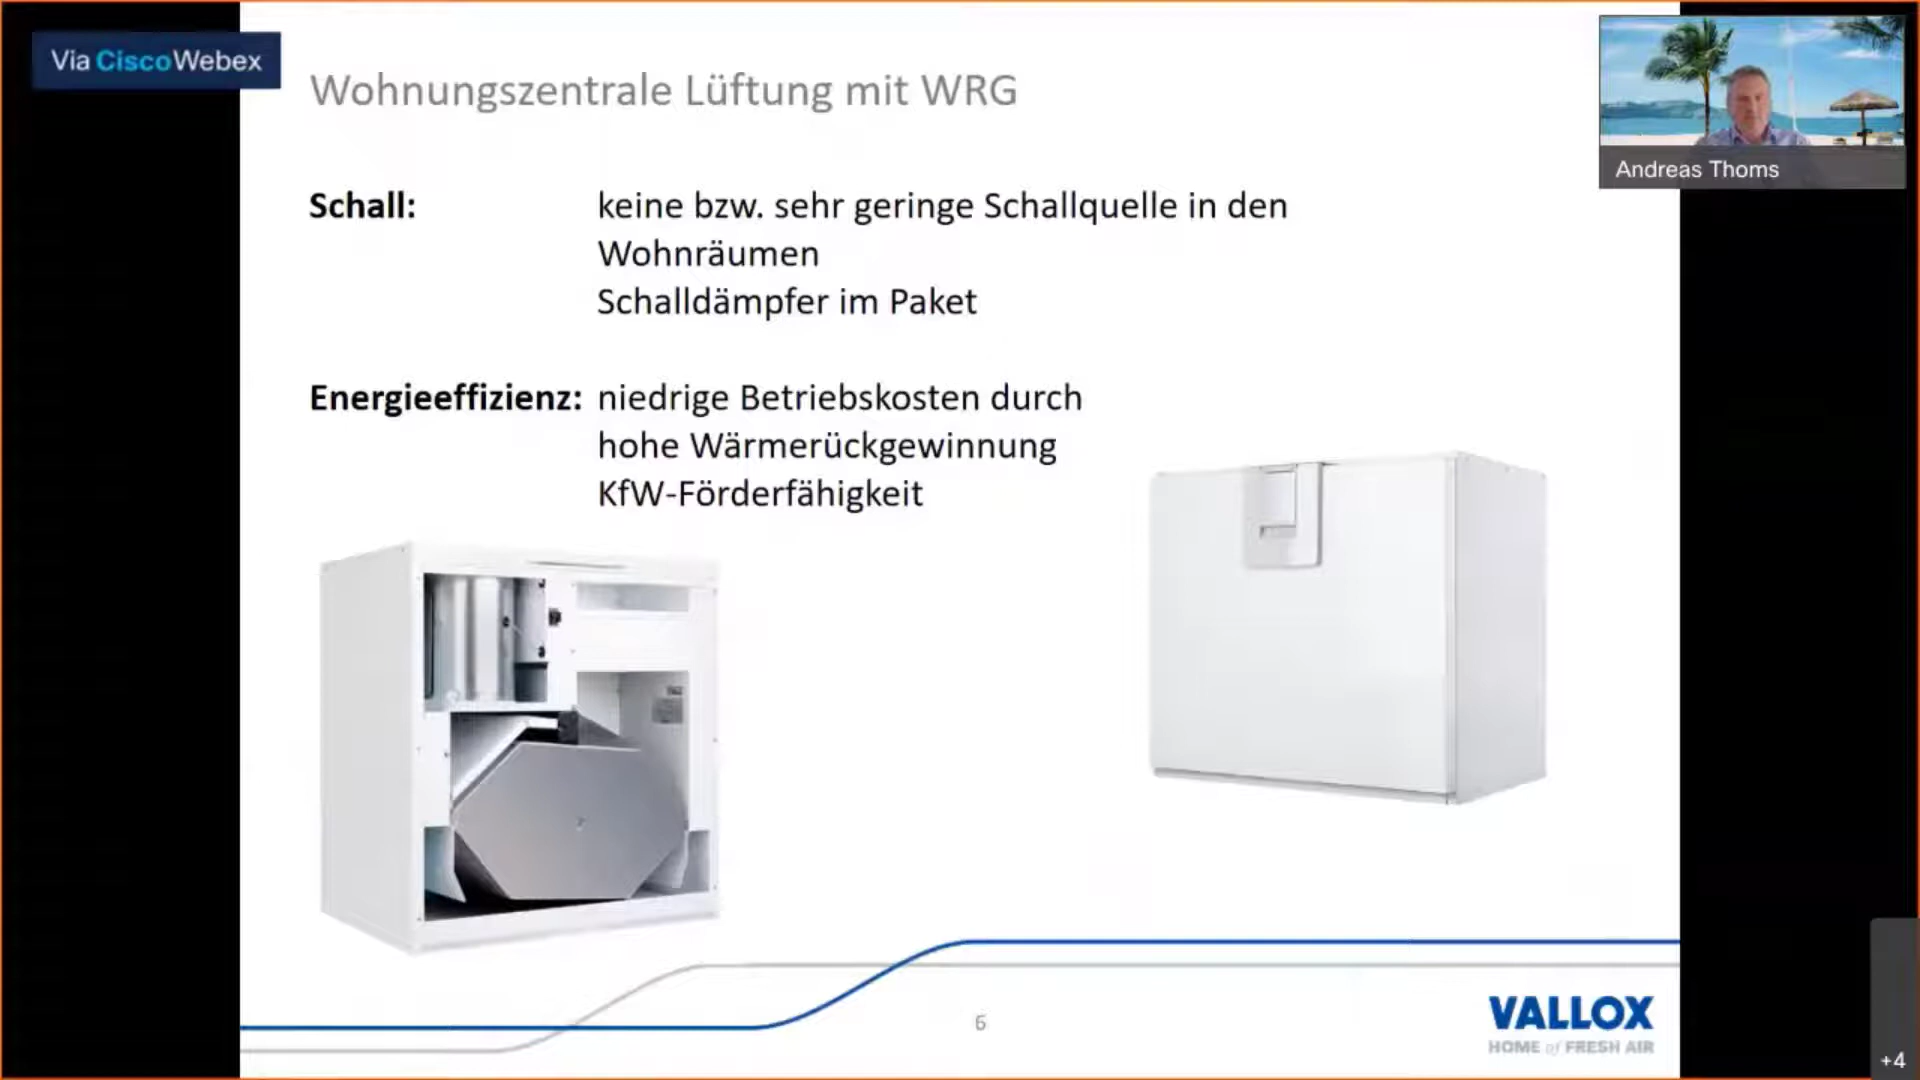 Via CiscoWebex
Wohnungszentrale Lüftung mit WRG
Andreas Thoms
Schall: keine bzw. sehr geringe Schallquelle in den
Wohnräumen
Schalldämpfer im Paket
Energieeffizienz: niedrige Betriebskosten durch
hohe Wärmerückgewinnung
KfW-Förderfähigkeit
6
VALLOX
HOME of FRESH AIR
+4